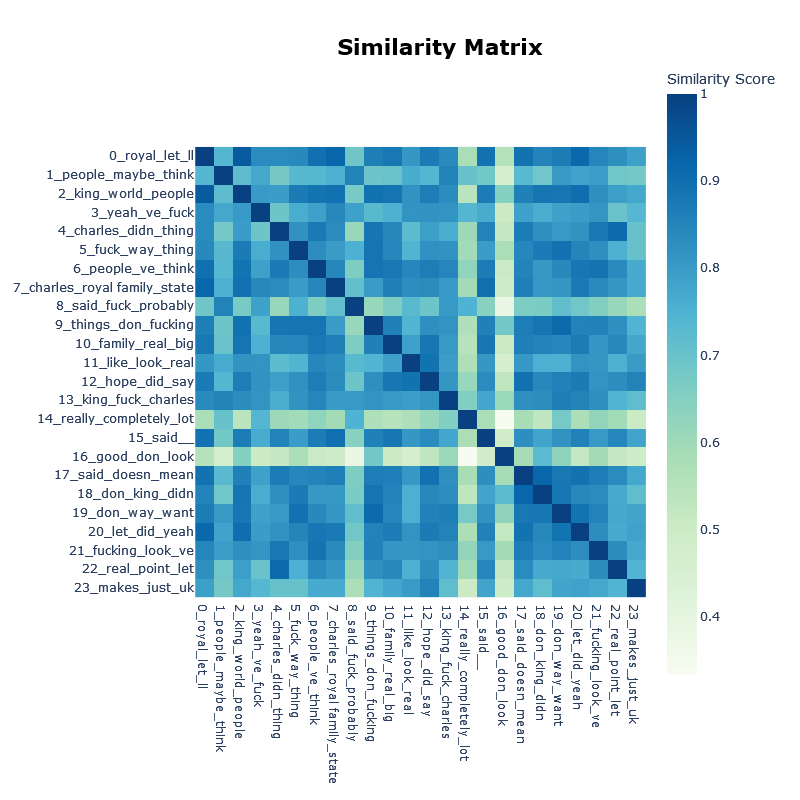 Similarity Matrix
Similarity Score
1
0.9
0.8
0.7
0.6
0.5
0.4
0_royal_let_ll
1_people_maybe_think
2_king_world_people
3_yeah_ve_fuck
4_charles_didn_thing
5_fuck_way_thing
6_people_ve_think
7_charles_royal family_state
8_said_fuck_probably
9_things_don_fucking
10_family_real_big
11_like_look_real
12_hope_did_say
13_king_fuck_charles
14_really_completely_lot
15_said__
16_good_don_look
17_said_doesn_mean
18_don_king_didn
19_don_way_want
20_let_did_yeah
21_fucking_look_ve
22_real_point_let
23_makes_just_uk
0_royal_let_ll
1_people_maybe_think
2_king_world_people
3_yeah_ve_fuck
4_charles_didn_thing
5_fuck_way_thing
6_people_ve_think
7_charles_royal family_state
8_said_fuck_probably
9_things_don_fucking
10_family_real_big
11_like_look_real
12_hope_did_say
13_king_fuck_charles
14_really_completely_lot
15_said__
16_good_don_look
17_said_doesn_mean
18_don_king_didn
19_don_way_want
20_let_did_yeah
21_fucking_look_ve
22_real_point_let
23_makes_just_uk